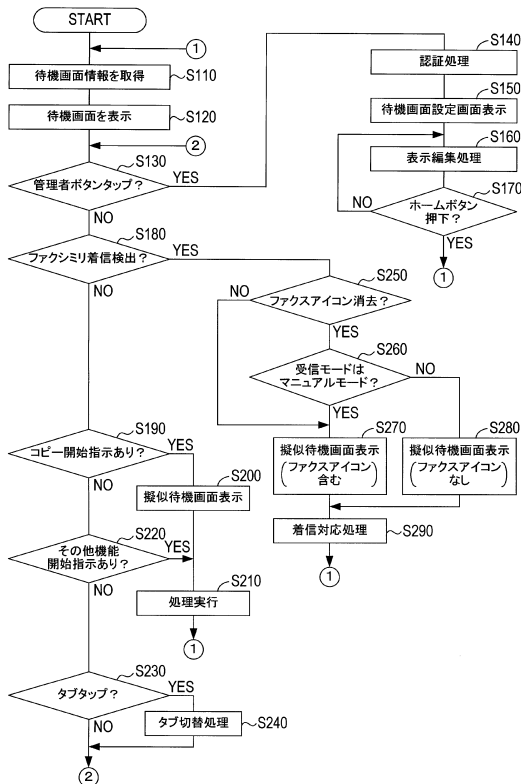 START
1
待機画面情報を取得
S110
待機画面を表示
S120
2
S130
管理者ボタンタップ?
YES
NO
S140
認証処理
S150
待機画面設定画面表示
S160
表示編集処理
S170
NO
ホームボタン
押下?
YES
1
S180
ファクシミリ着信検出?
YES
NO
S250
NO
ファクスアイコン消去?
YES
S260
受信モードは
マニュアルモード?
NO
YES
S270
擬似待機画面表示
(ファクスアイコン
含む)
S280
擬似待機画面表示
(ファクスアイコン
なし)
着信対応処理
S290
1
S190
コピー開始指示あり?
YES
NO
S200
擬似待機画面表示
S220
その他機能
開始指示あり?
YES
NO
S210
処理実行
1
S230
タブタップ?
YES
NO
タブ切替処理
S240
2